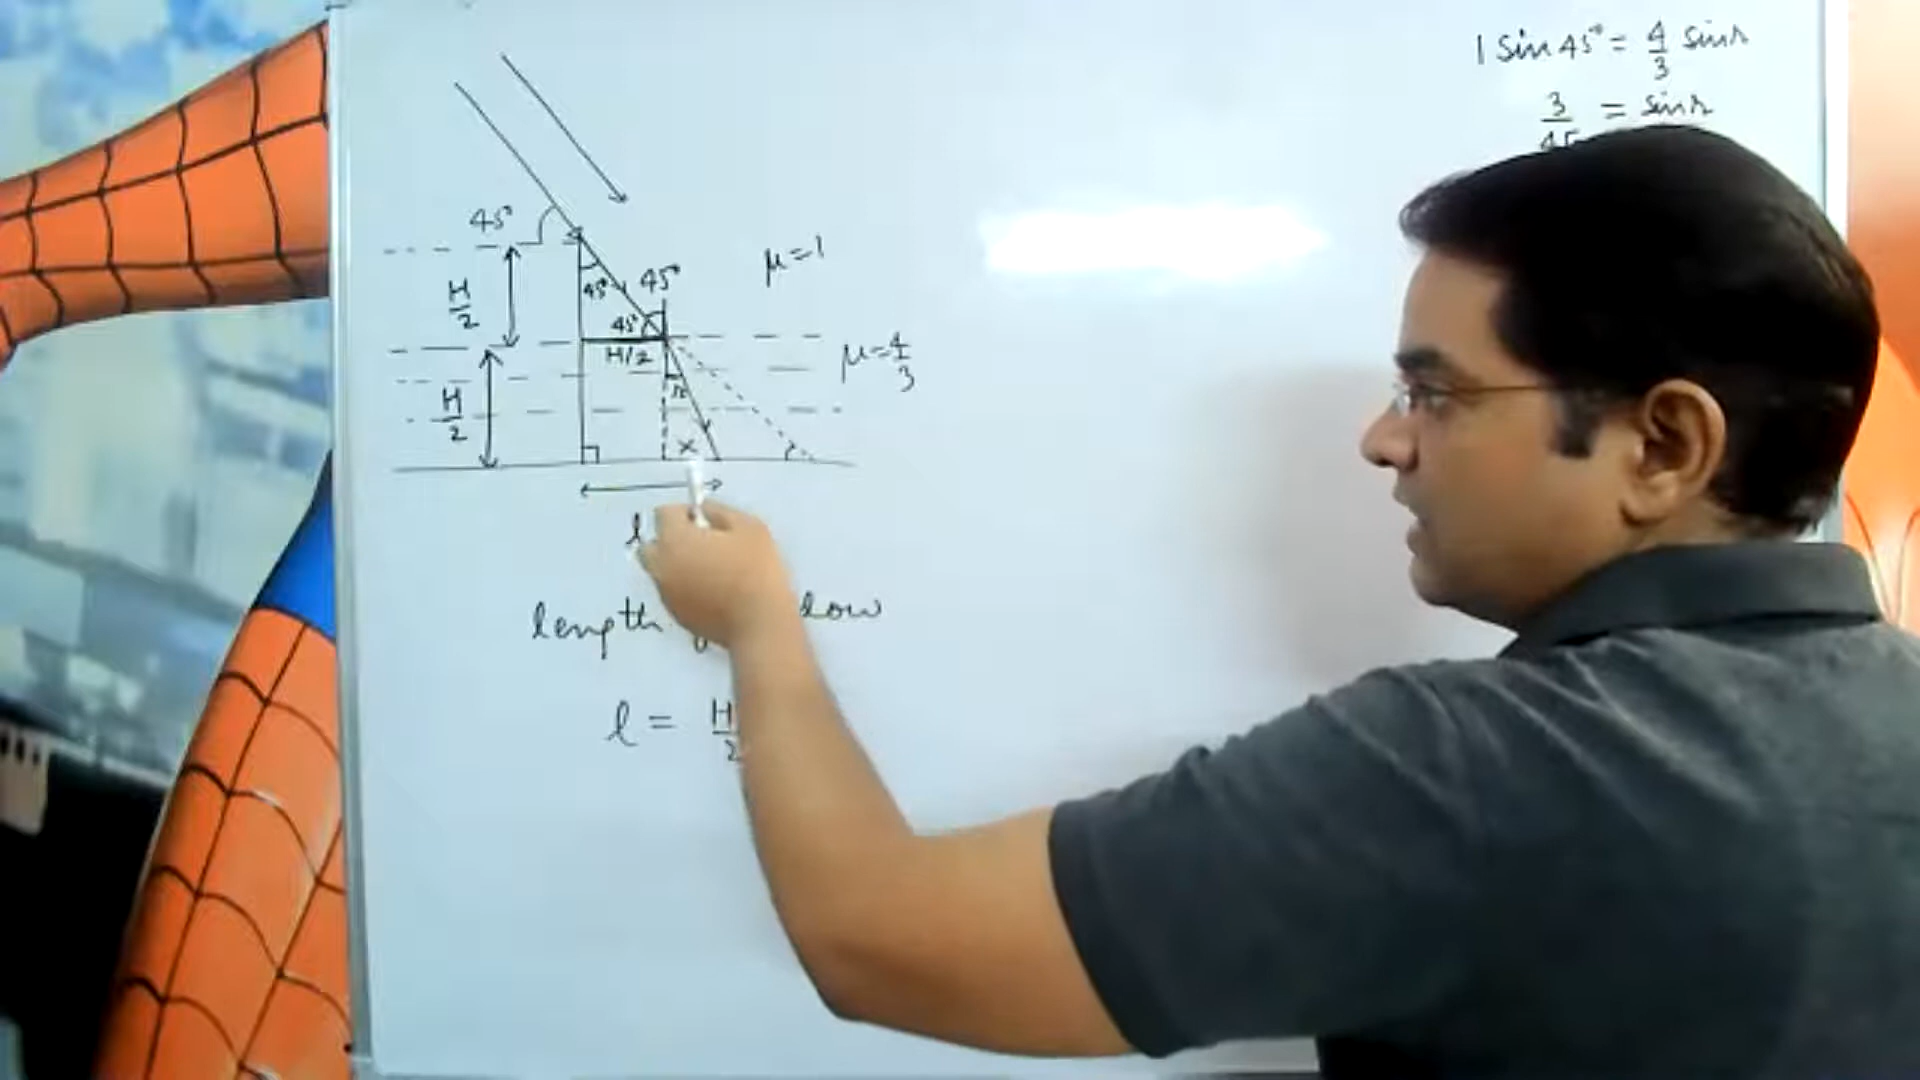 1 sin 45° = 4/3 sin r
3/4√ = sin r
45°
45°
45°
45°
H/2
H/2
H/2
μ=1
μ=4/3
r
x
l
length
l = H/2